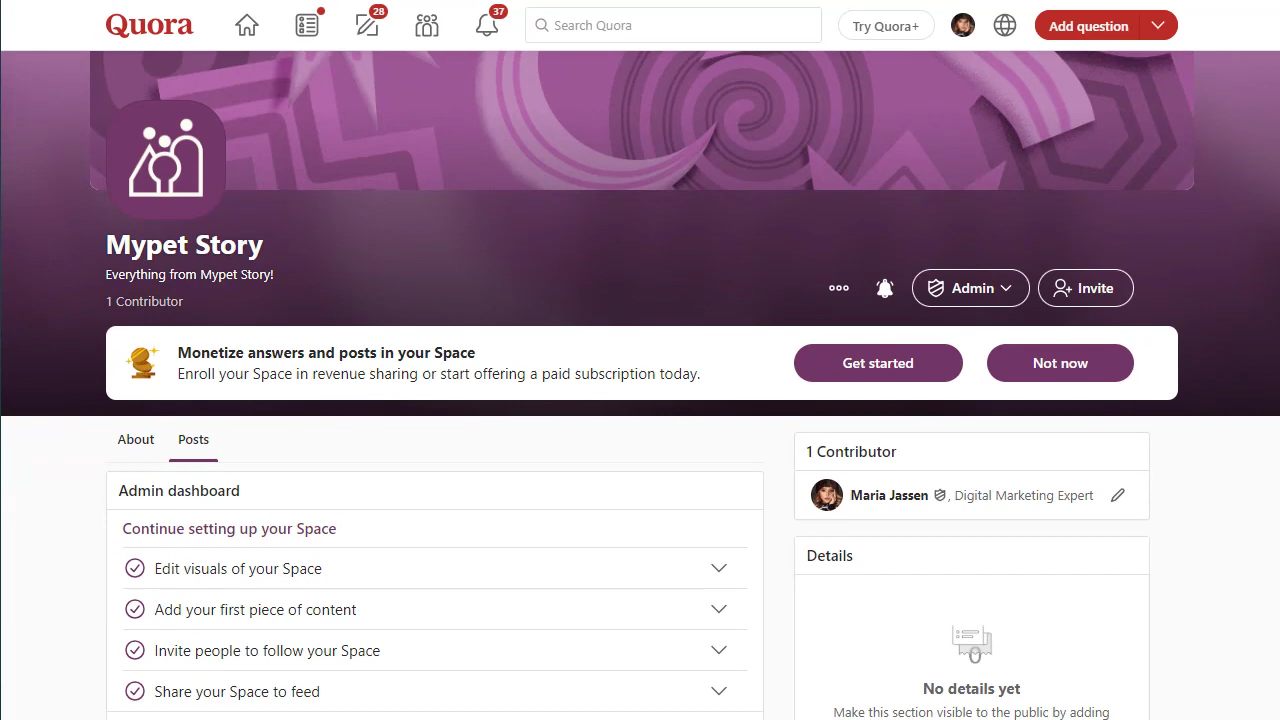 Quora
28
37
Search Quora
Try Quora+
Add question
Mypet Story
Everything from Mypet Story!
1 Contributor
Admin
Invite
Monetize answers and posts in your Space
Enroll your Space in revenue sharing or start offering a paid subscription today.
Get started
Not now
About
Posts
Admin dashboard
Continue setting up your Space
Edit visuals of your Space
Add your first piece of content
Invite people to follow your Space
Share your Space to feed
1 Contributor
Maria Jassen , Digital Marketing Expert
Details
No details yet
Make this section visible to the public by adding